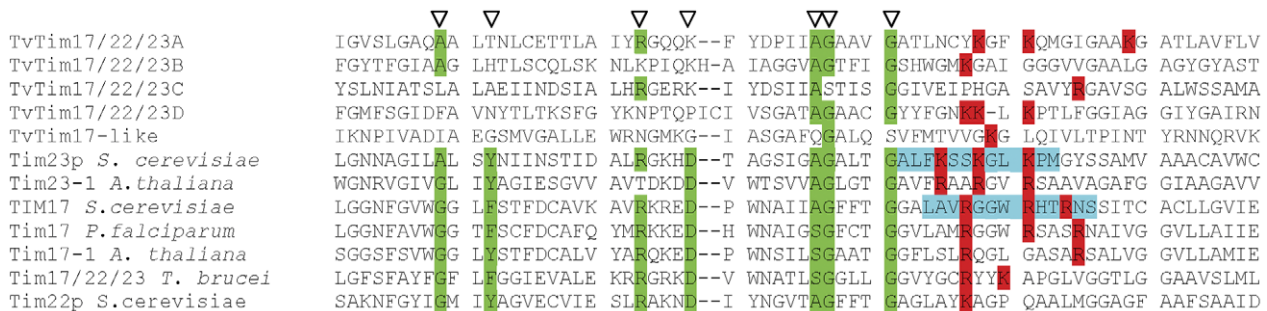 TvTim17/22/23A IGVSLGAQAA LTNLCETTLA IYRGQQK--F YDPIIAGAAV GATLNCYKGF KQMGIGAAKG ATLAVFLV
TvTim17/22/23B FGYTFGIAAG LHTLSCQLSK NLKPIQKH-A IAGGVAGTFI GSHWGMKGAI GGGVVGAALG AGYGYAST
TvTim17/22/23C YSLNIATSLA LAEIINDSIA LHRGERK--I YDSIIASTIS GGIVEIPHGA SAVYRGAVSG ALWSSAMA
TvTim17/22/23D FGMFSGIDFA VNYTLTKSFG YKNPTQPICI VSGATAGAAC GYYFGNKK-L KPTLFGGIAG GIYGAIRN
TvTim17-like IKNPIVADIA EGSMVGALLE WRNGMKG--I ASGAFQGALQ SVFMTVVGKG LQIVLTPINT YRNNQRVK
Tim23p S. cerevisiae LGNNAGILAL SYNIINSTID ALRGKHD--T AGSIGAGALT GALFKSSKGL KPMGYSSAMV AAACAVWC
Tim23-1 A.thaliana WGNRVGIVGL IYAGIESGVV AVTDKDD--V WTSVVAGLGT GAVFRAARGV RSAAVAGAFG GIAAGAVV
TIM17 S.cerevisiae LGGNFGVWGG LFSTFDCAVK AVRKRED--P WNAIIAGFFT GGALAVRGGW RHTRNSSITC ACLLGVIE
Tim17 P.falciparum LGGNFAVWGG TFSCFDCAFQ YMRKKED--H WNAIGSGFCT GGVLAMRGGW RSASRNAIVG GVLLAIIE
Tim17-1 A. thaliana SGGSFSVWGG LYSTFDCALV YARQKED--P WNSILSGAAT GGFLSLRQGL GASARSALVG GVLLAMIE
Tim17/22/23 T. brucei LGFSFAYFGF LFGGIEVALE KRRGRKD--V WNATLSGGLL GGVYGCRYYK APGLVGGTLG GAAVSLML
Tim22p S.cerevisiae SAKNFGYIGM IYAGVECVIE SLRAKND--I YNGVTAGFFT GAGLAYKAGP QAALMGGAGF AAFSAAID